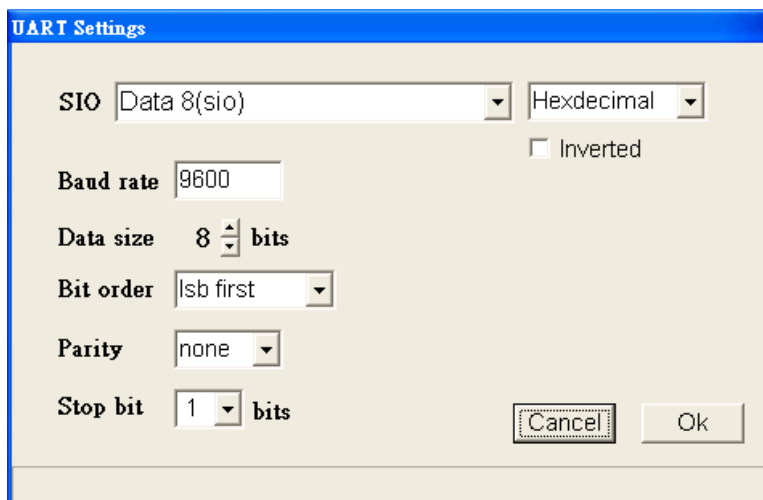 UART Settings
SIO Data 8(sio) Hexdecimal
Inverted
Baud rate 9600
Data size 8 bits
Bit order lsb first
Parity none
Stop bit 1 bits
Cancel Ok